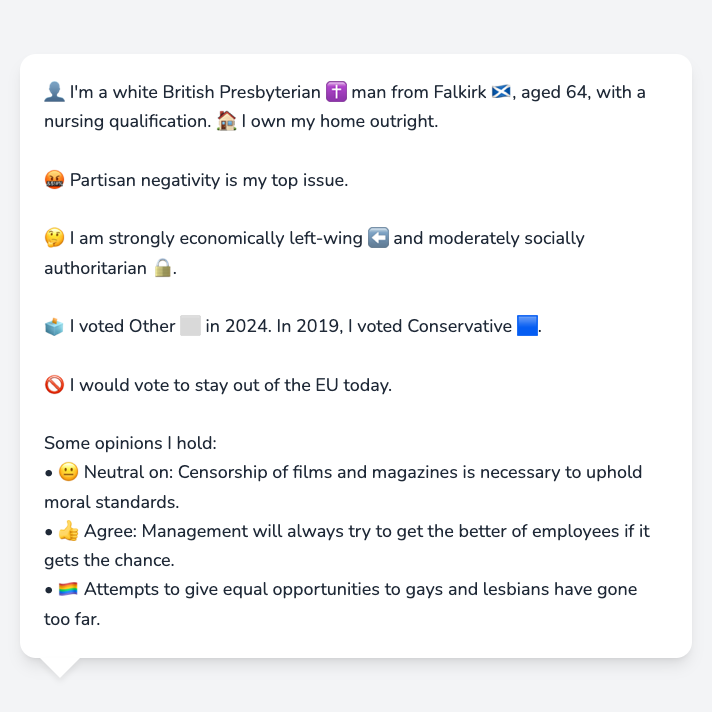 👤 I'm a white British Presbyterian ✝️ man from Falkirk 🏴󠁧󠁢󠁳󠁣󠁴󠁿, aged 64, with a
nursing qualification. 🏠 I own my home outright.
🤬 Partisan negativity is my top issue.
🤔 I am strongly economically left-wing ⬅️ and moderately socially
authoritarian 🔒.
🗳️ I voted Other ⬜ in 2024. In 2019, I voted Conservative 🟦.
🚫 I would vote to stay out of the EU today.
Some opinions I hold:
• 😐 Neutral on: Censorship of films and magazines is necessary to uphold
moral standards.
• 👍 Agree: Management will always try to get the better of employees if it
gets the chance.
• 🏳️‍🌈 Attempts to give equal opportunities to gays and lesbians have gone
too far.